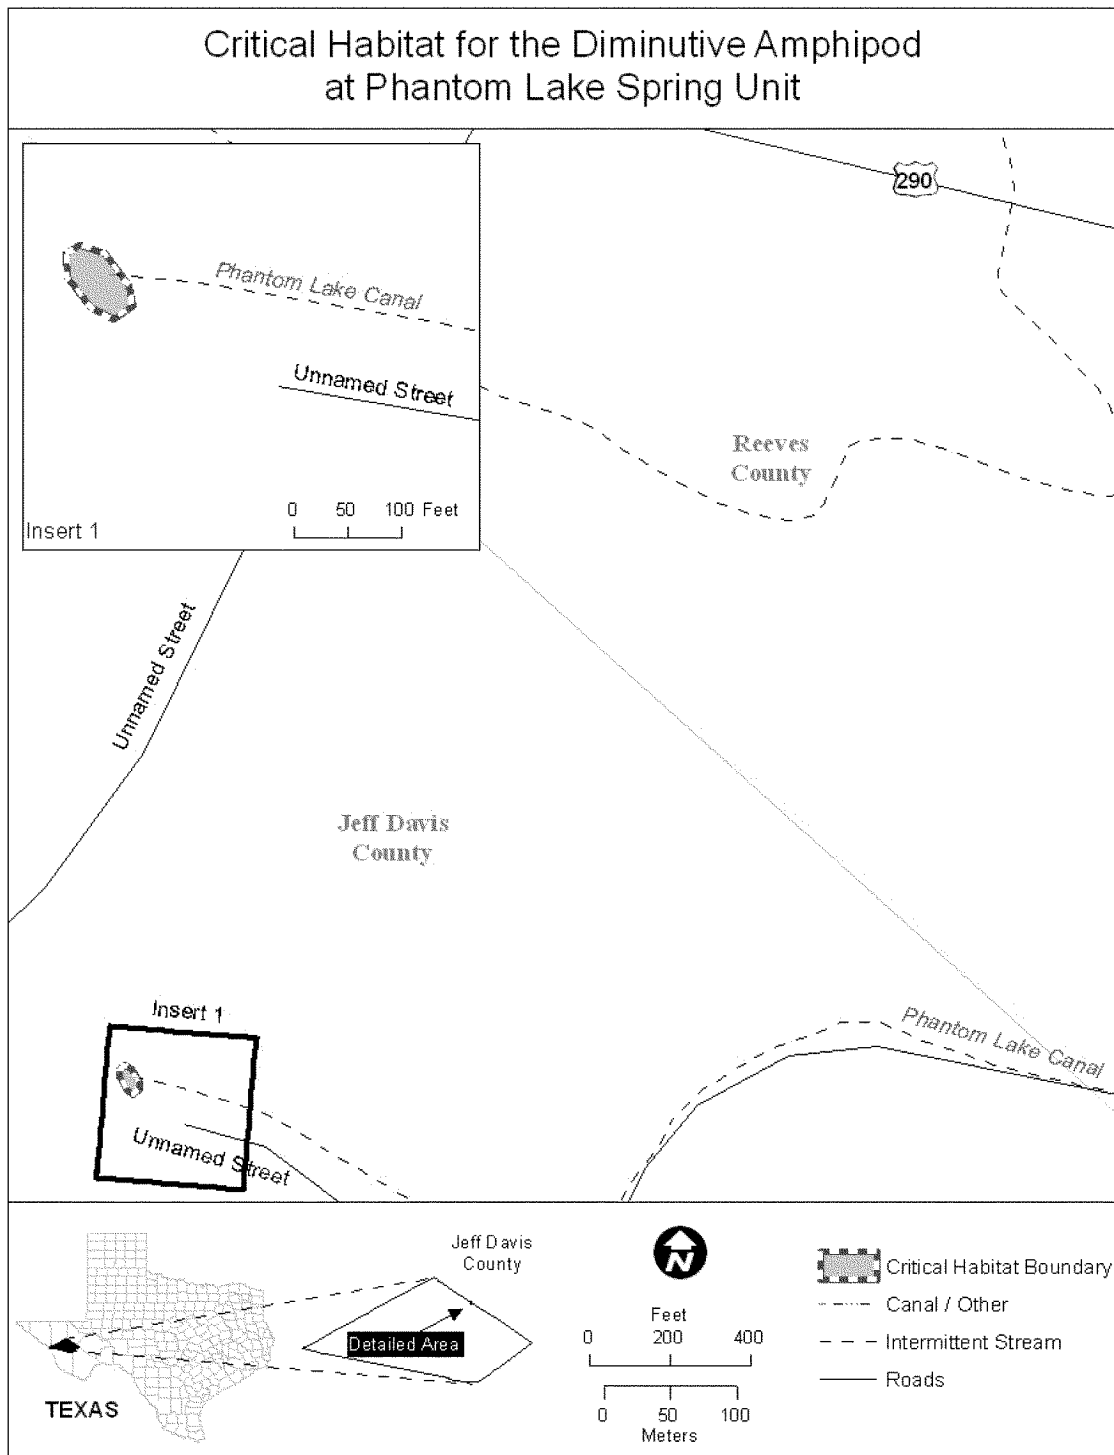 Critical Habitat for the Diminutive Amphipod
at Phantom Lake Spring Unit
290
Phantom Lake Canal
Unnamed Street
0 50 100 Feet
Insert 1
Reeves
County
Unnamed Street
Jeff Davis
County
Insert 1
Unnamed Street
Phantom Lake Canal
TEXAS
Jeff Davis
County
Detailed Area
N
Feet
0 200 400
0 50 100
Meters
Critical Habitat Boundary
Canal / Other
Intermittent Stream
Roads